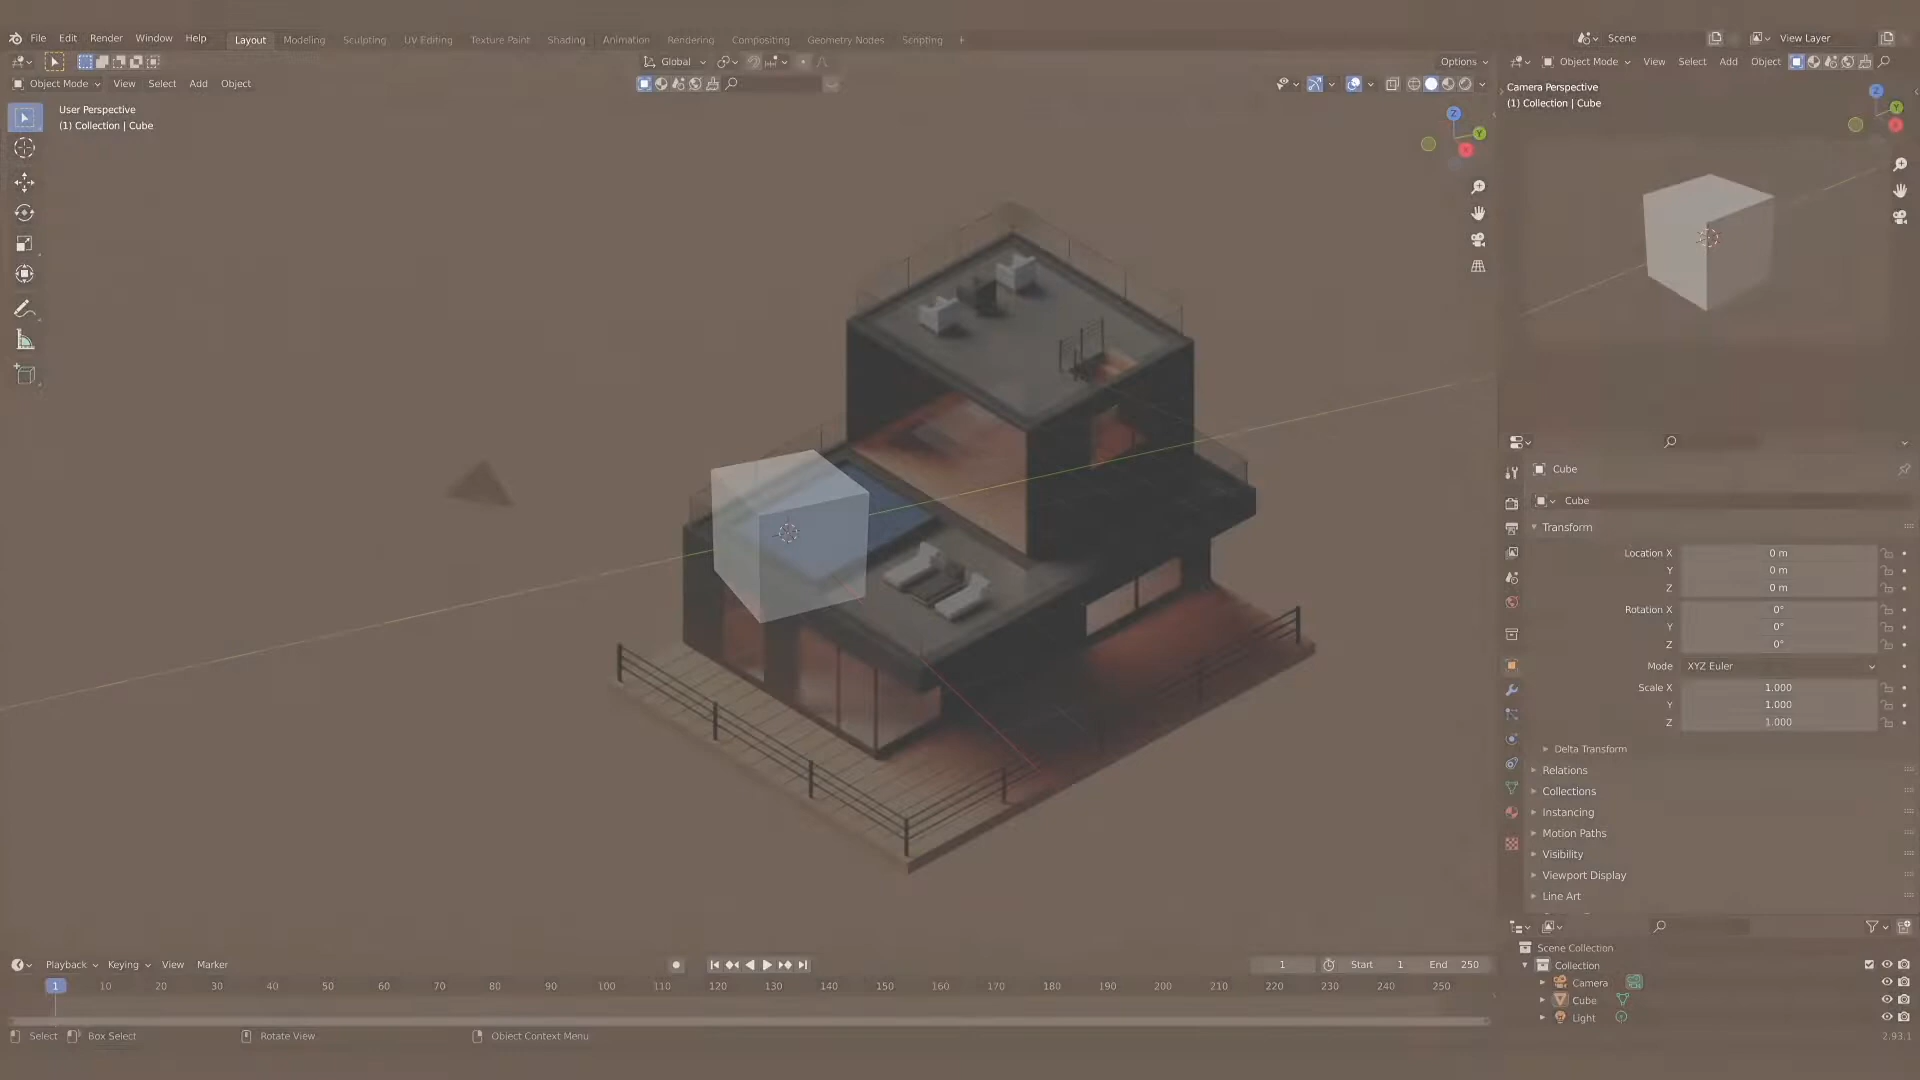 File Edit Render Window Help Layout Modeling Sculpting UV Editing Texture Paint Shading Animation Rendering Compositing Geometry Nodes Scripting + Scene View Layer
Global Options Object Mode View Select Add Object
Object Mode View Select Add Object
User Perspective
(1) Collection | Cube
Z
Y
X
Camera Perspective
(1) Collection | Cube
Z
Y
X
Cube
Cube
Transform
Location X 0 m
Y 0 m
Z 0 m
Rotation X 0°
Y 0°
Z 0°
Mode XYZ Euler
Scale X 1.000
Y 1.000
Z 1.000
Delta Transform
Relations
Collections
Instancing
Motion Paths
Visibility
Viewport Display
Line Art
Scene Collection
Collection
Camera
Cube
Light
Playback Keying View Marker 1 Start 1 End 250
1 10 20 30 40 50 60 70 80 90 100 110 120 130 140 150 160 170 180 190 200 210 220 230 240 250
Select Box Select Rotate View Object Context Menu 2.93.1